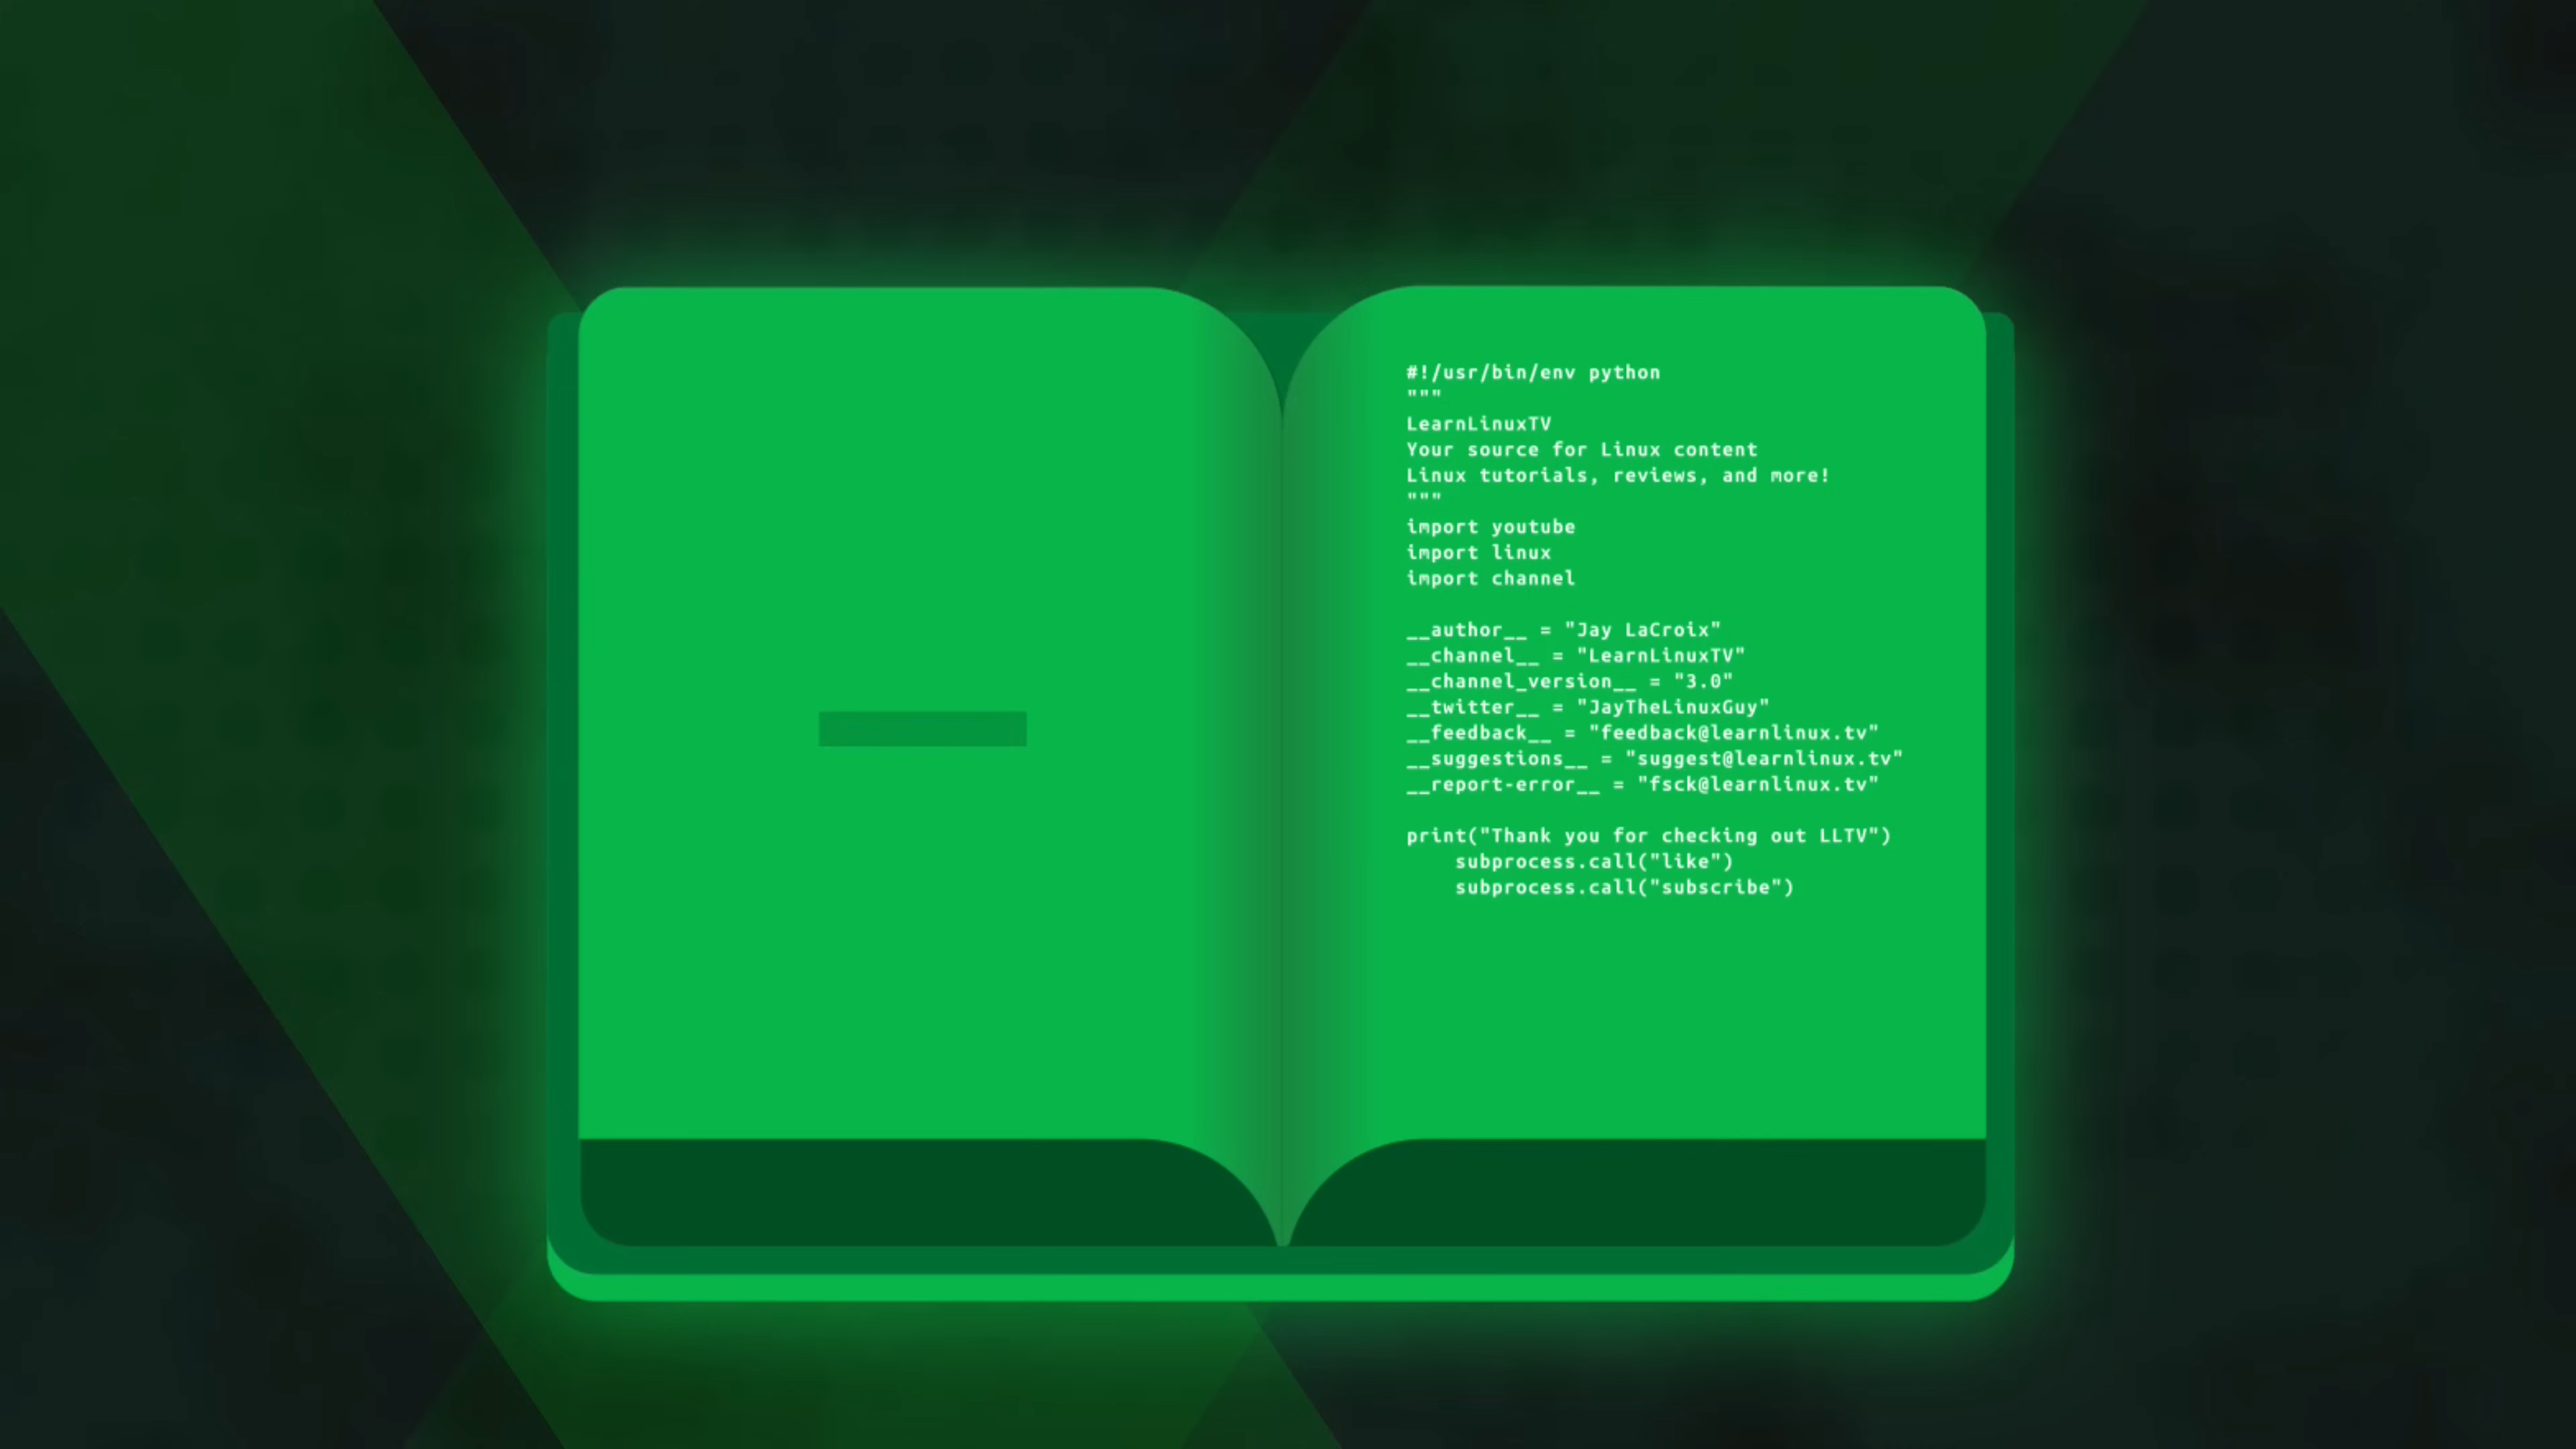 #!/usr/bin/env python
"""
LearnLinuxTV
Your source for Linux content
Linux tutorials, reviews, and more!
"""
import youtube
import linux
import channel

__author__ = "Jay LaCroix"
__channel__ = "LearnLinuxTV"
__channel_version__ = "3.0"
__twitter__ = "JayTheLinuxGuy"
__feedback__ = "feedback@learnlinux.tv"
__suggestions__ = "suggest@learnlinux.tv"
__report-error__ = "fsck@learnlinux.tv"

print("Thank you for checking out LLTV")
    subprocess.call("like")
    subprocess.call("subscribe")